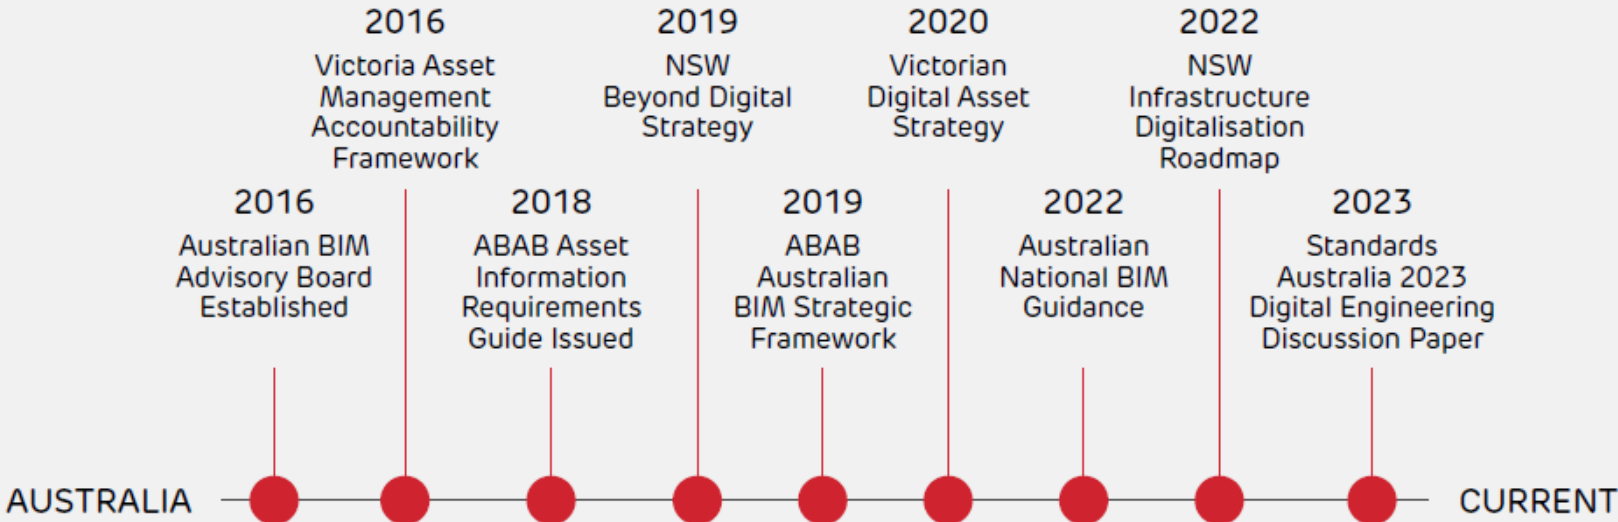 2016
Victoria Asset
Management
Accountability
Framework
2019
NSW
Beyond Digital
Strategy
2020
Victorian
Digital Asset
Strategy
2022
NSW
Infrastructure
Digitalisation
Roadmap
2016
Australian BIM
Advisory Board
Established
2018
ABAB Asset
Information
Requirements
Guide Issued
2019
ABAB
Australian
BIM Strategic
Framework
2022
Australian
National BIM
Guidance
2023
Standards
Australia 2023
Digital Engineering
Discussion Paper
AUSTRALIA
CURRENT